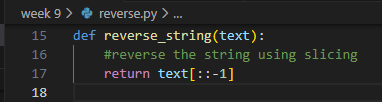 week 9 > reverse.py > ...
15 def reverse_string(text):
16 #reverse the string using slicing
17 return text[::-1]
18